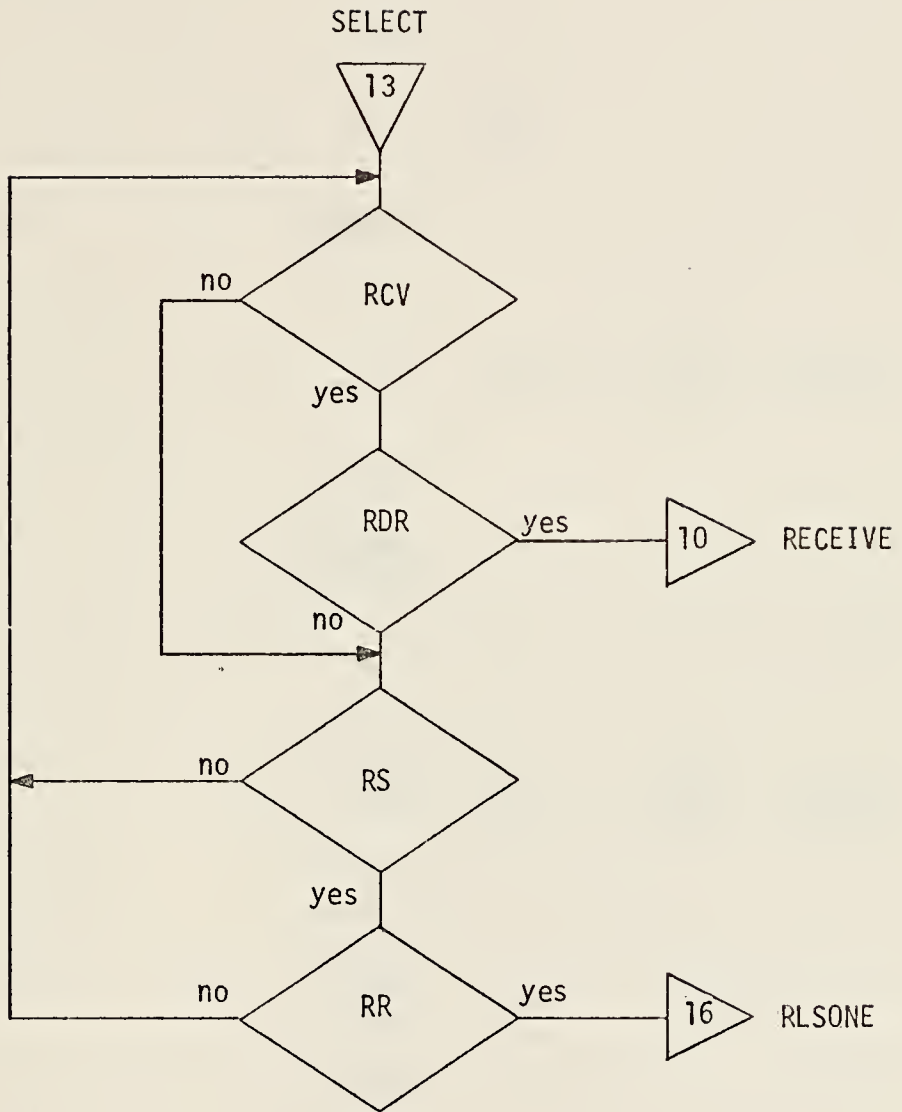 SELECT
13
no
RCV
yes
RDR
yes
10
RECEIVE
no
no
RS
yes
no
RR
yes
16
RLSONE